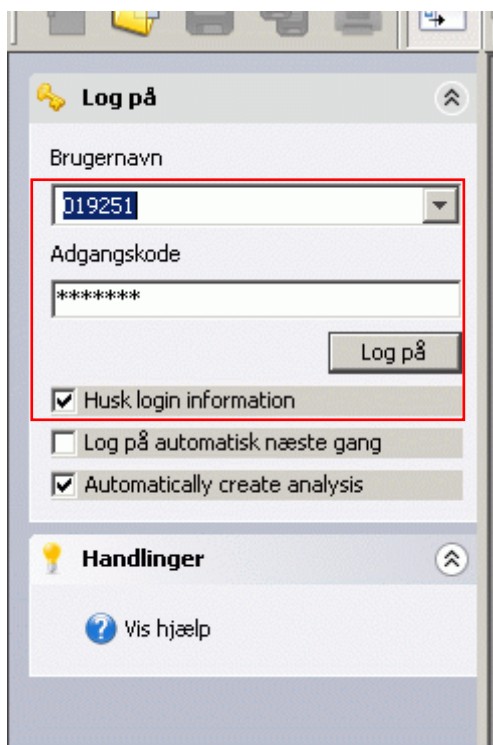 Log på
Brugernavn
019251
Adgangskode
*******
Log på
Husk login information
Log på automatisk næste gang
Automatically create analysis
Handlinger
Vis hjælp